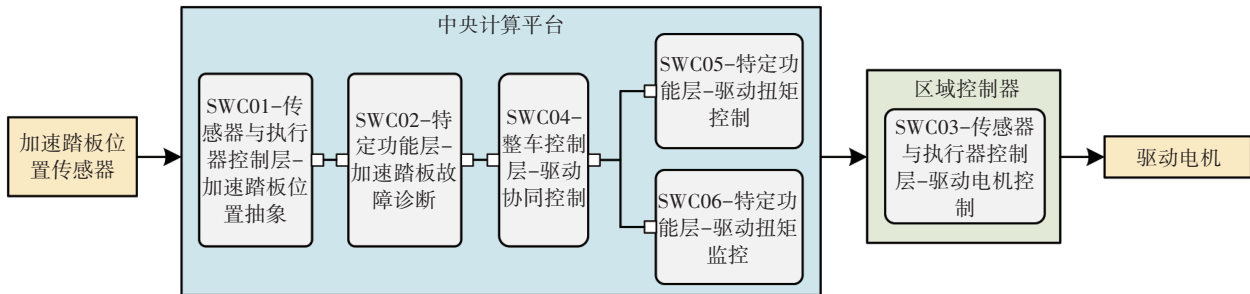 加速踏板位
置传感器
中央计算平台
SWC01-传
感器与执行
器控制层-
加速踏板位
置抽象
SWC02-特
定功能层-
加速踏板故
障诊断
SWC04-
整车控制
层-驱动
协同控制
SWC05-特定功
能层-驱动扭矩
控制
SWC06-特定功
能层-驱动扭矩
监控
区域控制器
SWC03-传感器
与执行器控制
层-驱动电机控
制
驱动电机